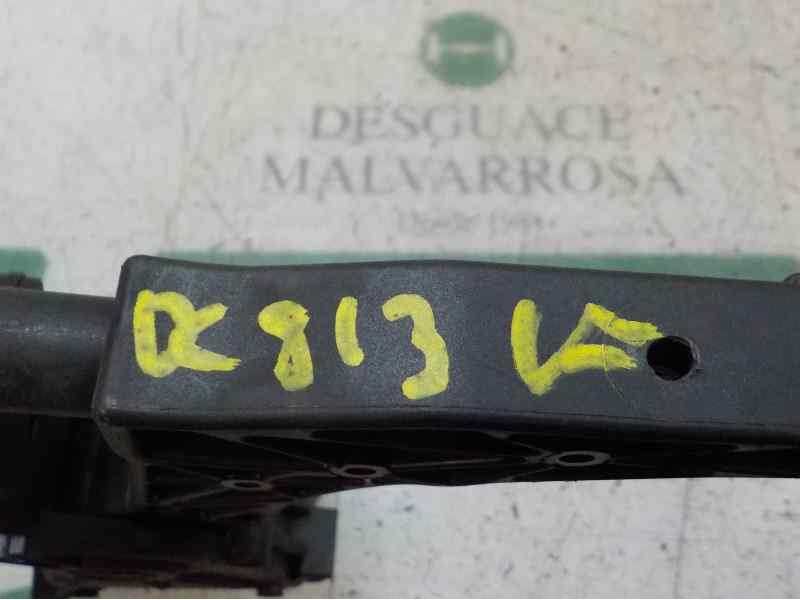 DESGUACE
MALVARROSA
R813 VF